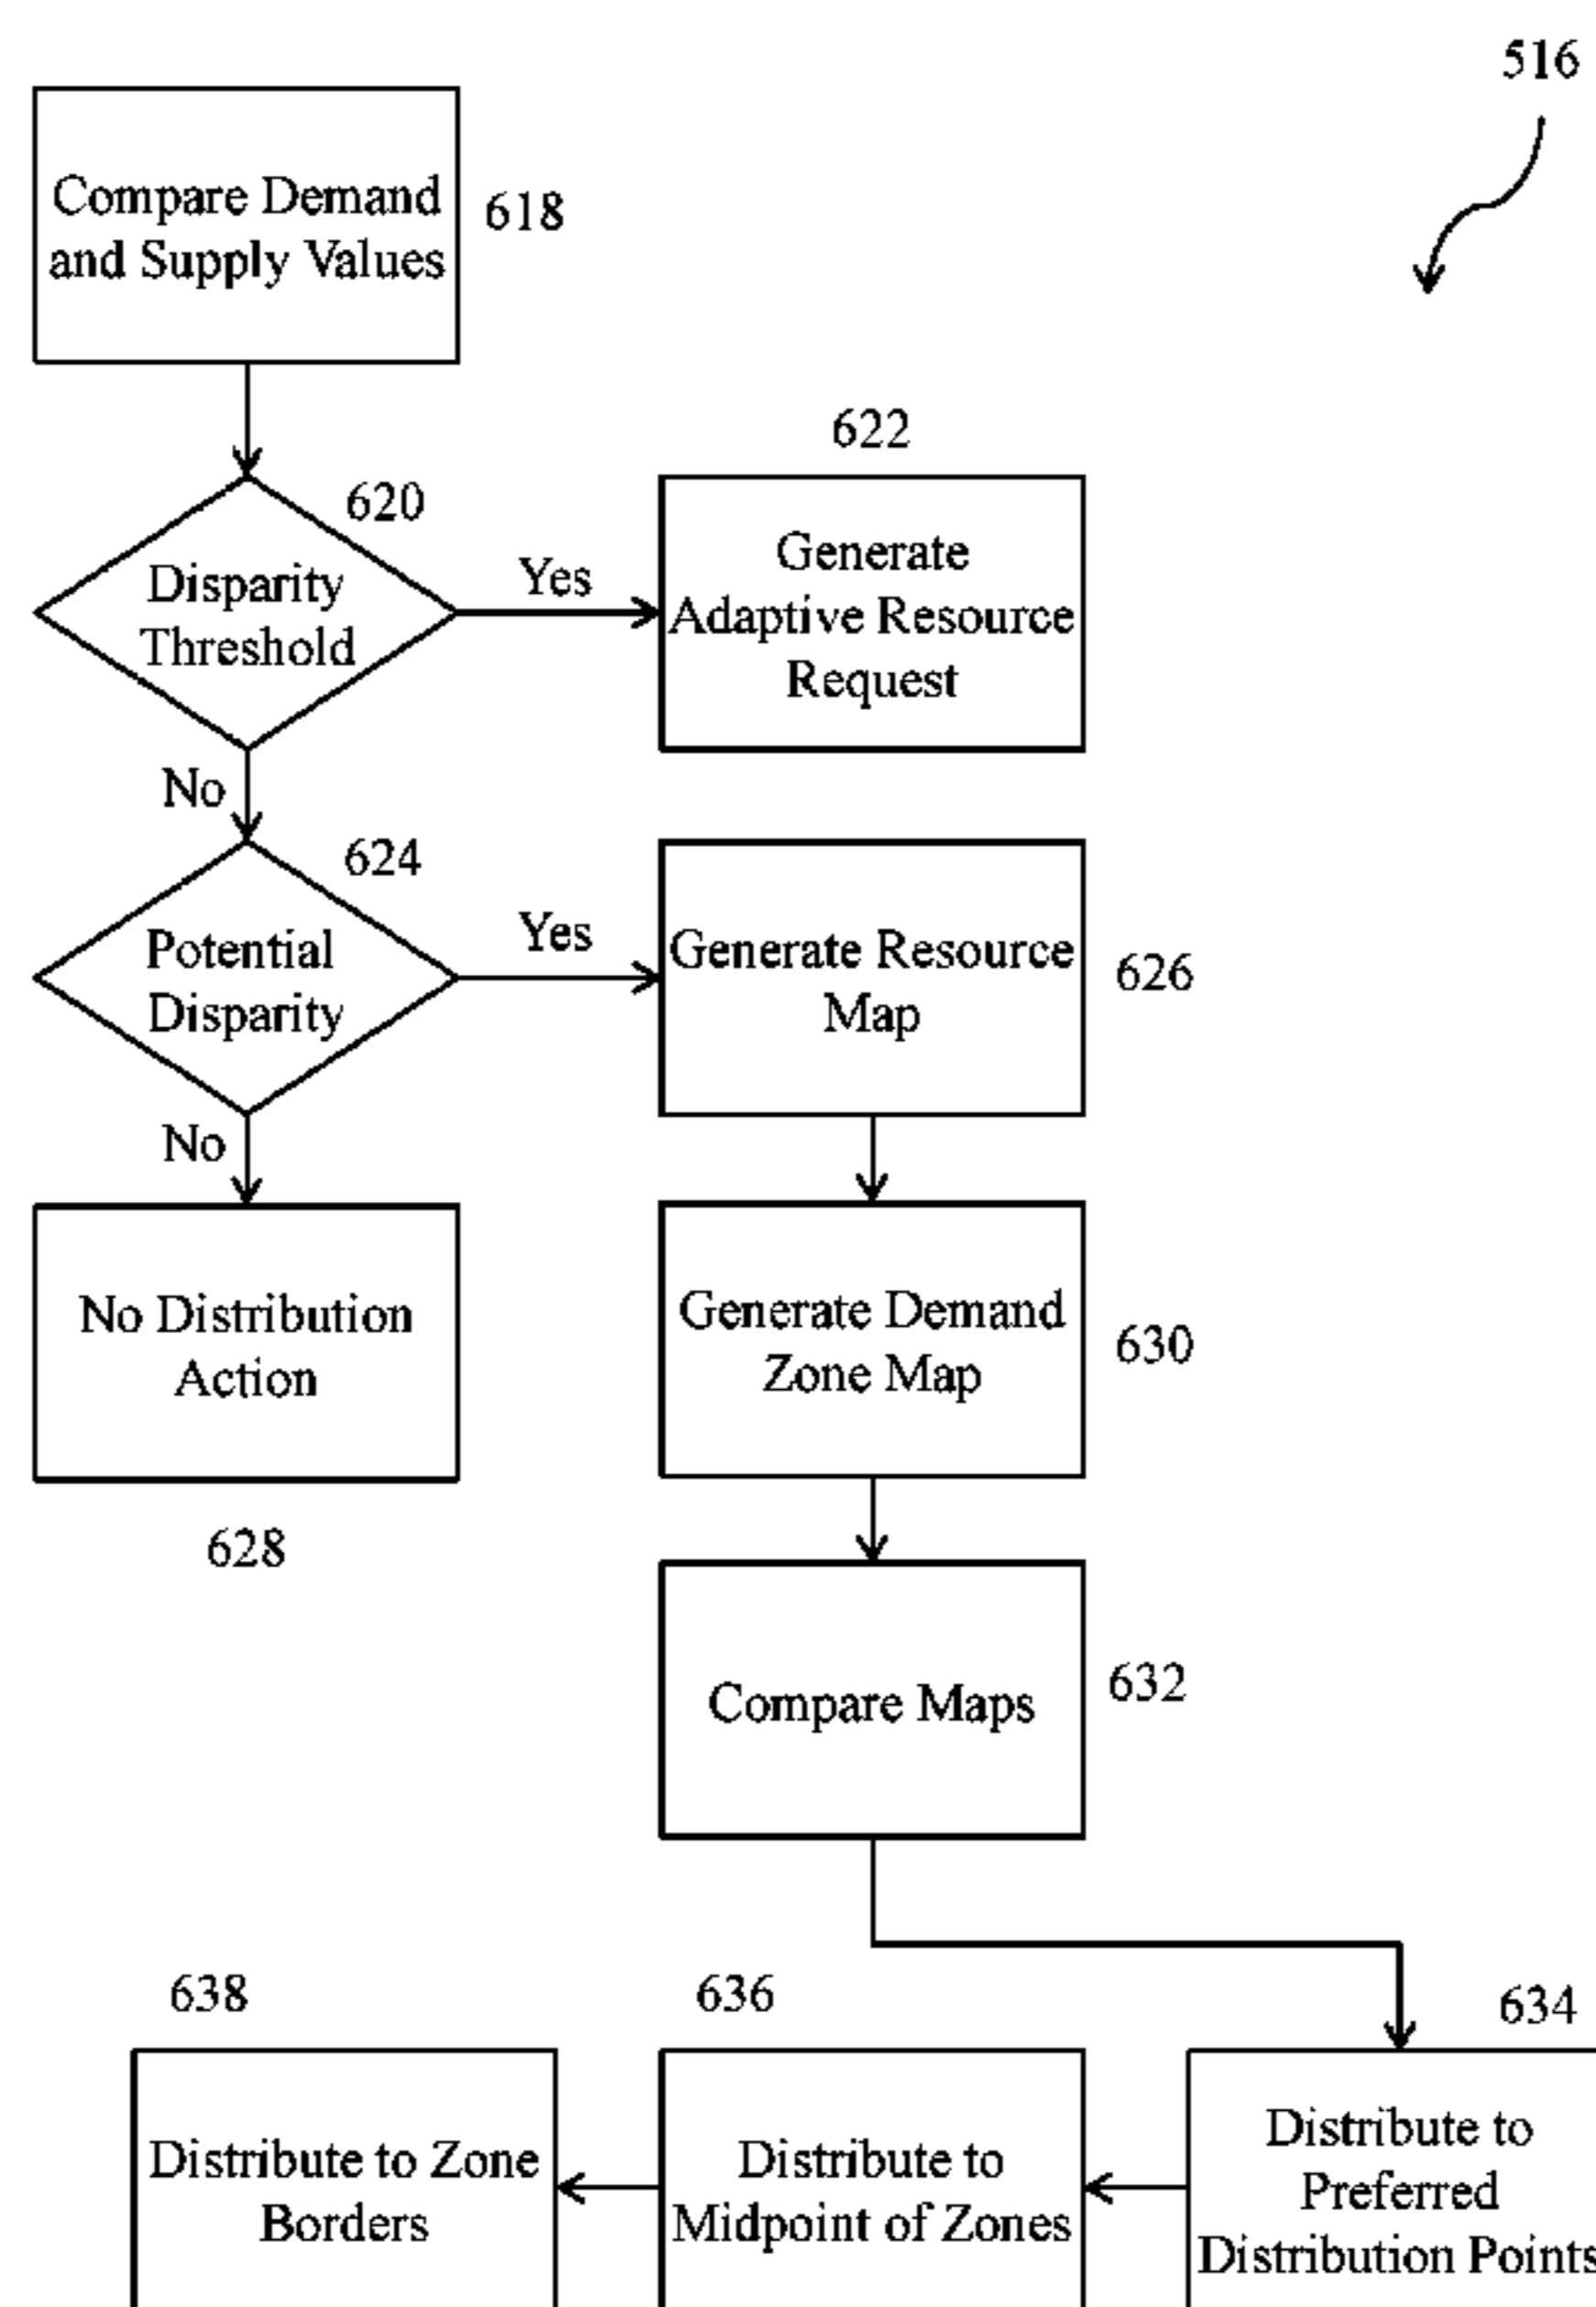 516
Compare Demand
and Supply Values
618
622
620
Disparity
Threshold
Yes
Generate
Adaptive Resource
Request
No
624
Potential
Disparity
Yes
Generate Resource
Map
626
No
No Distribution
Action
628
Generate Demand
Zone Map
630
Compare Maps
632
638
636
634
Distribute to Zone
Borders
Distribute to
Midpoint of Zones
Distribute to
Preferred
Distribution Points